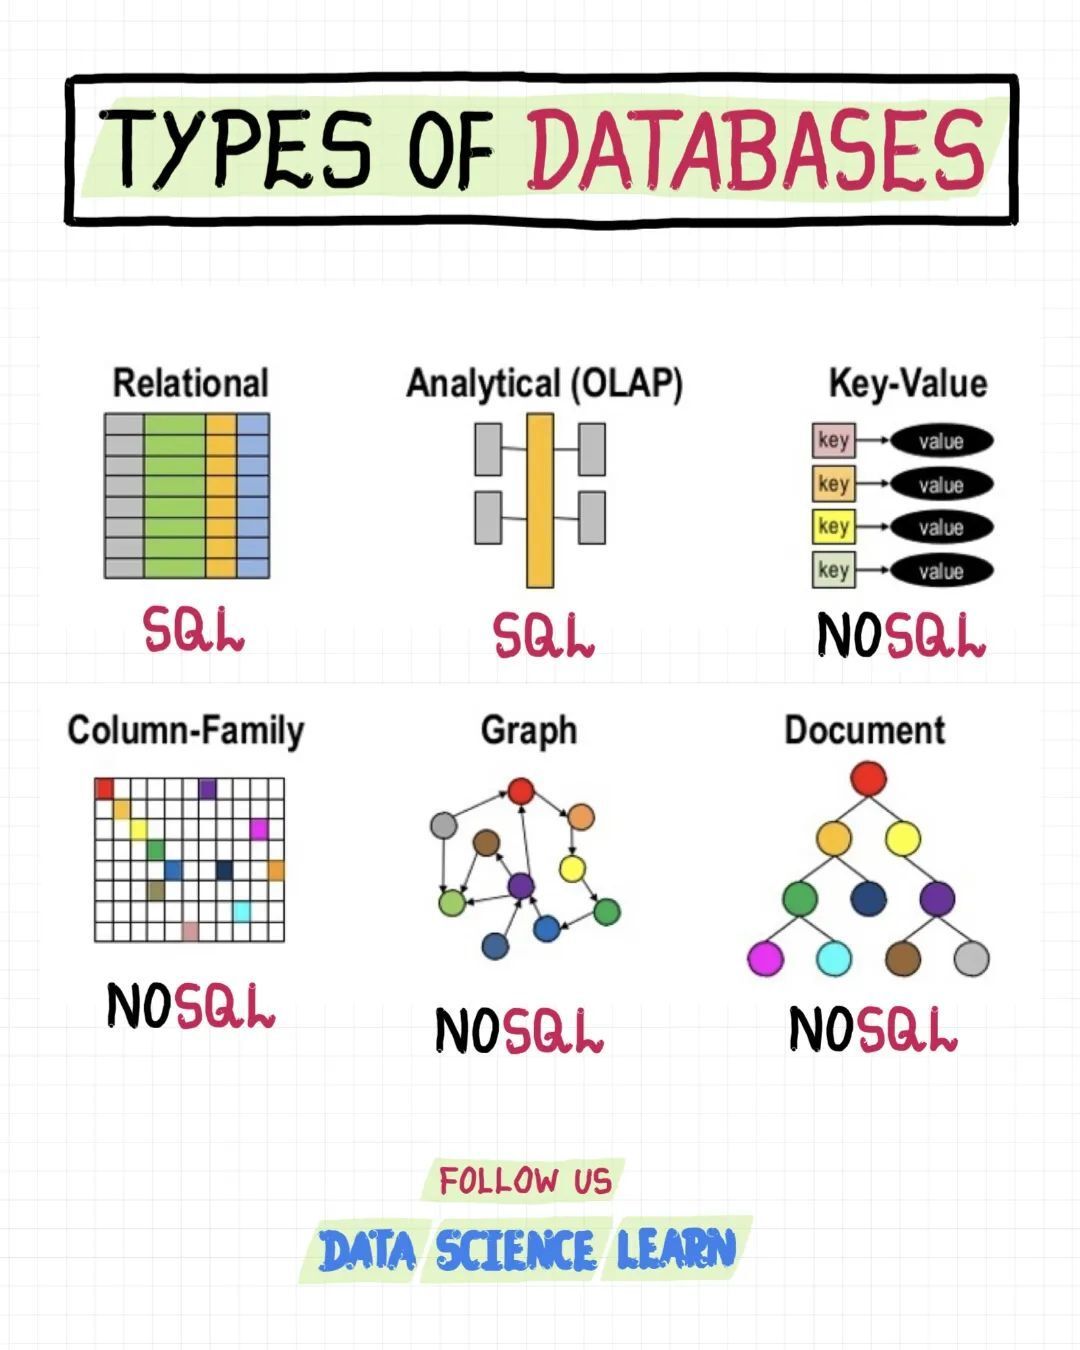 TYPES OF DATABASES
Relational
Analytical (OLAP)
Key-Value
key value
key value
key value
key value
SQL
SQL
NOSQL
Column-Family
Graph
Document
NOSQL
NOSQL
NOSQL
FOLLOW US
DATA SCIENCE LEARN